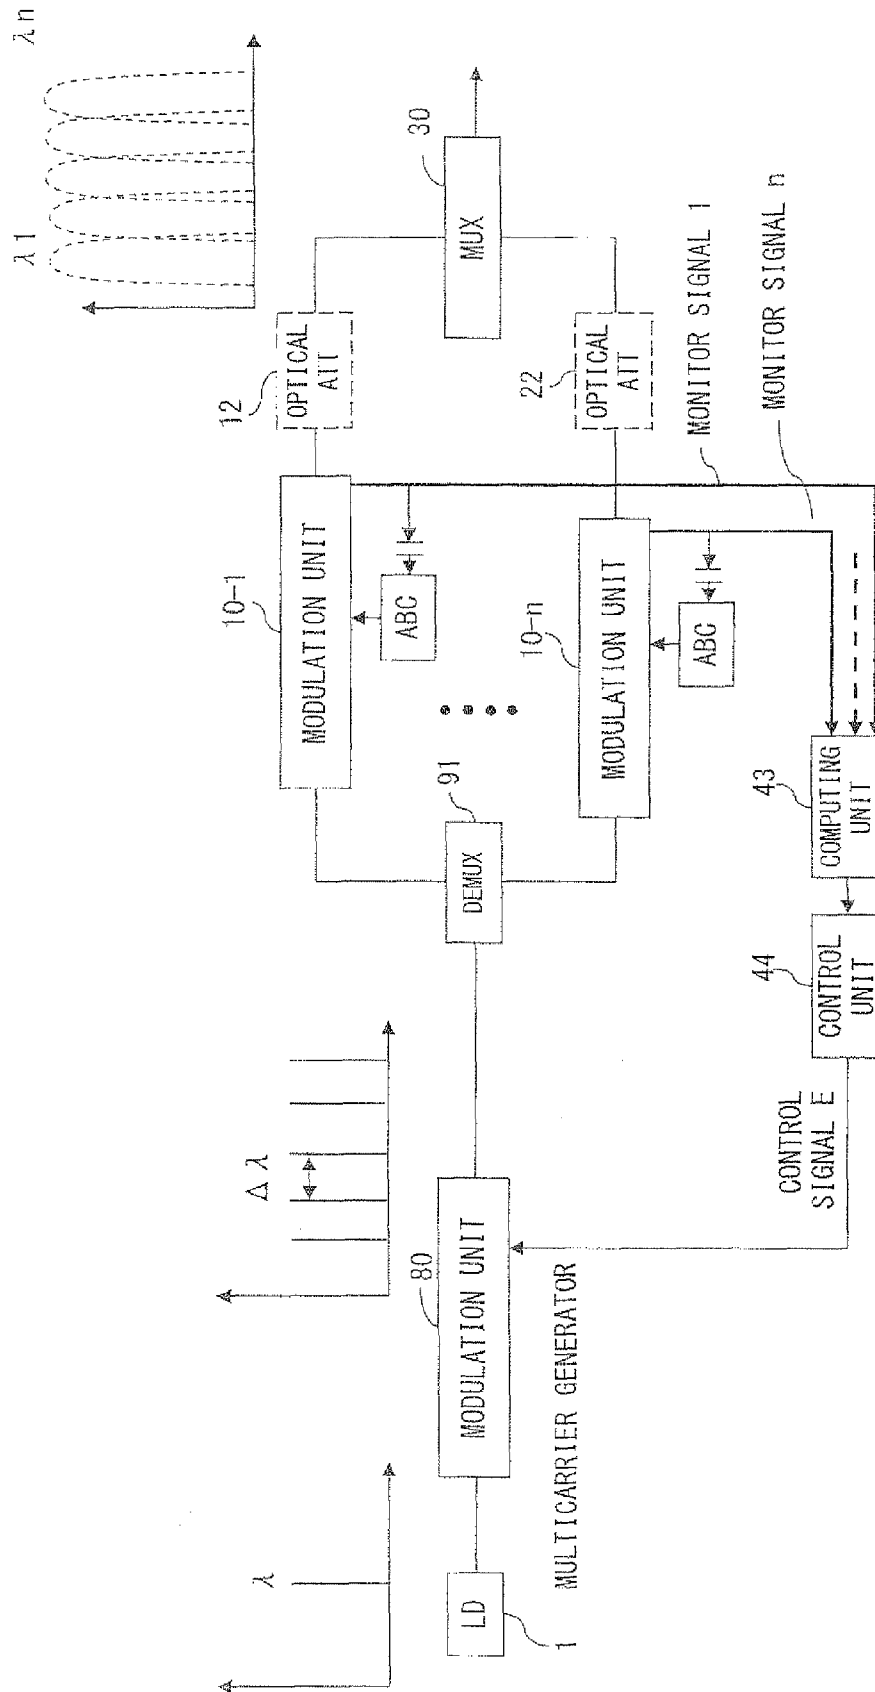 λ
Δλ
λ1
λn
LD
1
MULTICARRIER GENERATOR
MODULATION UNIT
80
DEMUX
91
MODULATION UNIT
10-1
ABC
MODULATION UNIT
10-n
ABC
OPTICAL
ATT
12
OPTICAL
ATT
22
MUX
30
MONITOR SIGNAL 1
MONITOR SIGNAL n
COMPUTING
UNIT
43
CONTROL
UNIT
44
CONTROL
SIGNAL E